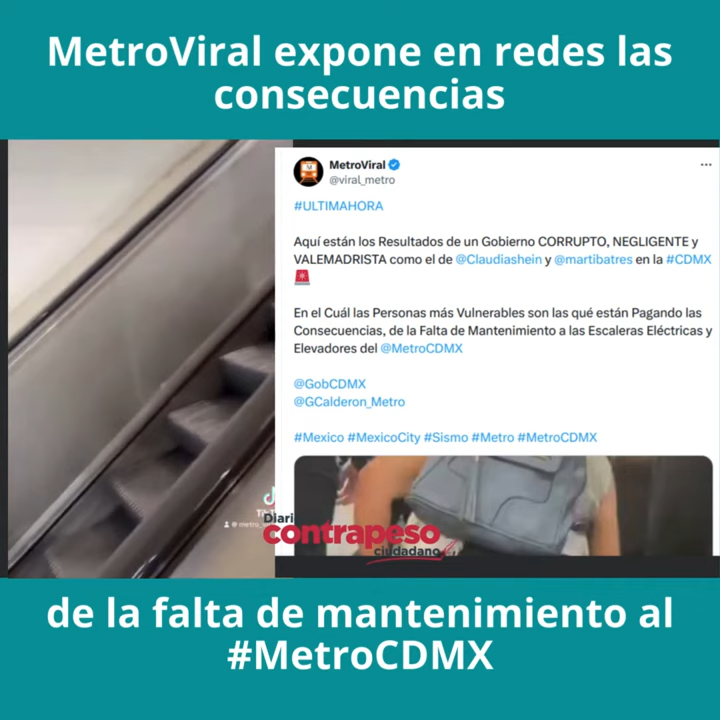 MetroViral expone en redes las
consecuencias
MetroViral
@viral_metro
#ULTIMAHORA
Aquí están los Resultados de un Gobierno CORRUPTO, NEGLIGENTE y
VALEMADRISTA como el de @Claudiashein y @martibatres en la #CDMX
En el Cuál las Personas más Vulnerables son las qué están Pagando las
Consecuencias, de la Falta de Mantenimiento a las Escaleras Eléctricas y
Elevadores del @MetroCDMX
@GobCDMX
@GCalderon_Metro
#Mexico #MexicoCity #Sismo #Metro #MetroCDMX
contrapeso
ciudadano
de la falta de mantenimiento al
#MetroCDMX